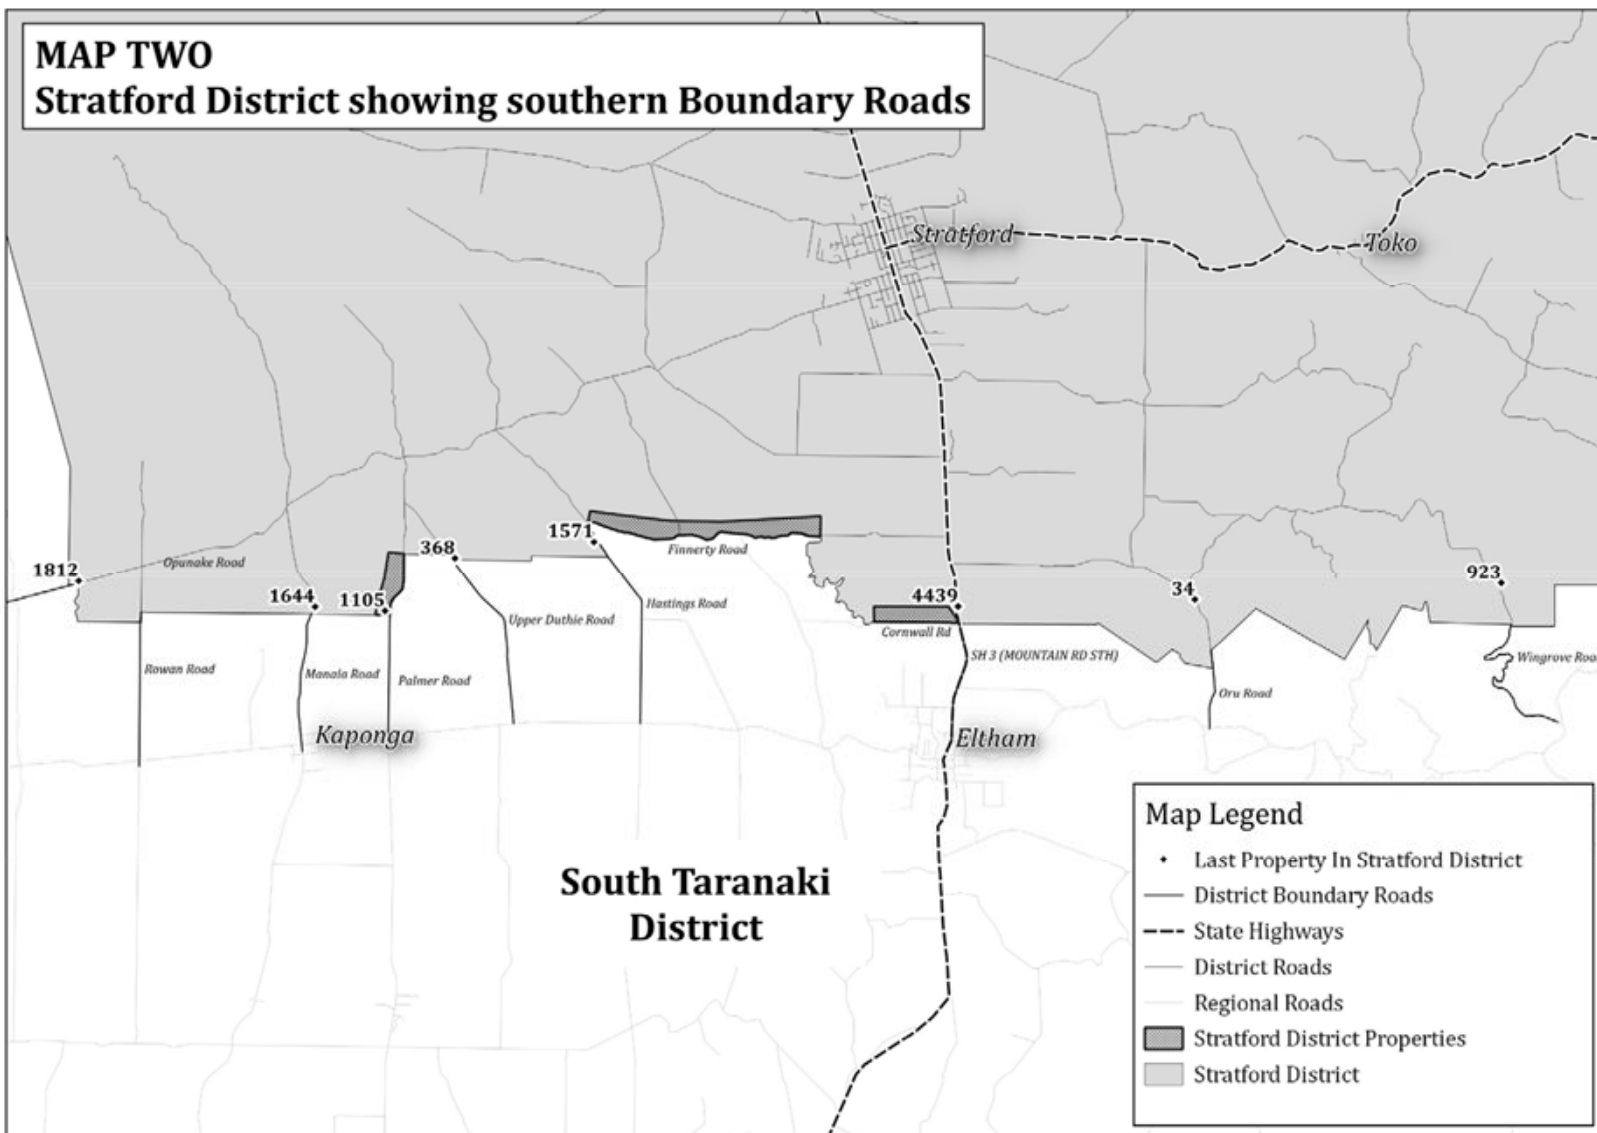 MAP TWO
Stratford District showing southern Boundary Roads
Stratford
Toko
1571
Finnerty Road
368
1812
Opunake Road
923
1644
1105
4439
34
Hastings Road
Upper Duthie Road
Cornwall Rd
Rowan Road
Manaia Road
Palmer Road
SH 3 (MOUNTAIN RD STH)
Wingrove Roa
Oru Road
Kaponga
Eltham
South Taranaki
District
Map Legend
Last Property In Stratford District
District Boundary Roads
State Highways
District Roads
Regional Roads
Stratford District Properties
Stratford District